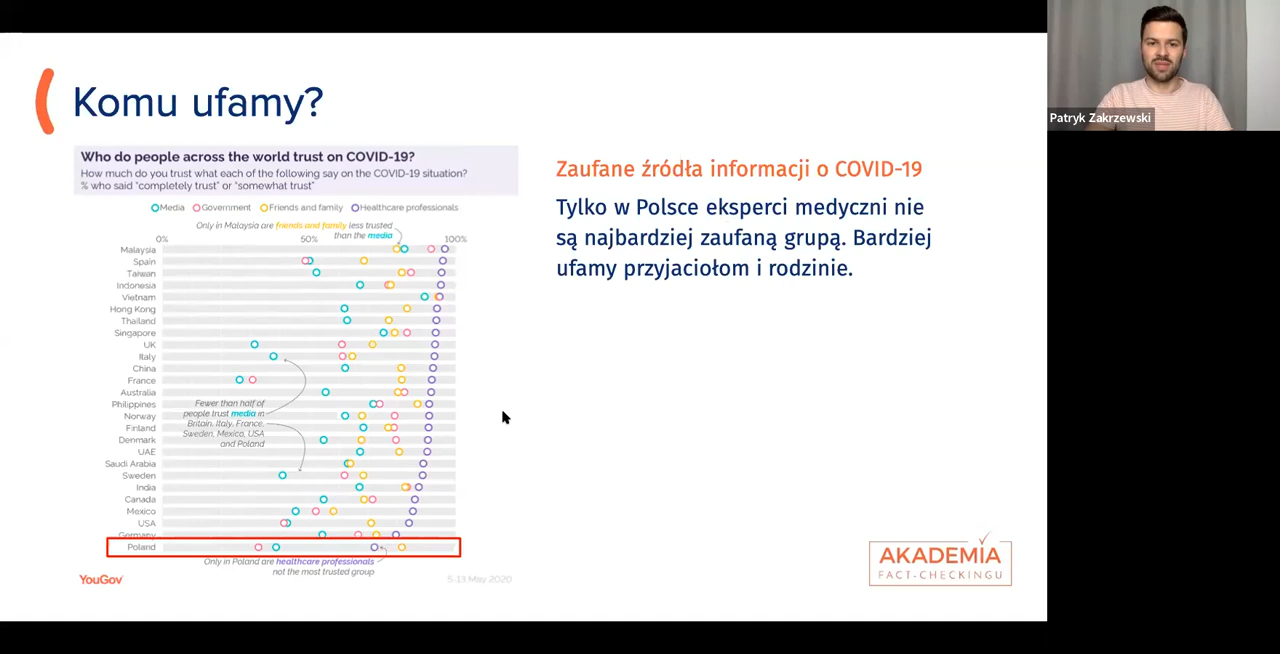 Komu ufamy?
Who do people across the world trust on COVID-19?
How much do you trust what each of the following say on the COVID-19 situation?
% who said "completely trust" or "somewhat trust"
Media Government Friends and family Healthcare professionals
Only in Malaysia are friends and family less trusted
than the media
0% 50% 100%
Malaysia
Spain
Taiwan
Indonesia
Vietnam
Hong Kong
Thailand
Singapore
UK
Italy
China
France
Australia
Philippines
Norway
Finland
Denmark
UAE
Saudi Arabia
Sweden
India
Canada
Mexico
USA
Germany
Poland
Fewer than half of
people trust media in
Britain, Italy, France,
Sweden, Mexico, USA
and Poland
Only in Poland are healthcare professionals
not the most trusted group
YouGov
5-13 May 2020
Zaufane źródła informacji o COVID-19
Tylko w Polsce eksperci medyczni nie
są najbardziej zaufaną grupą. Bardziej
ufamy przyjaciołom i rodzinie.
AKADEMIA
FACT-CHECKINGU
Patryk Zakrzewski